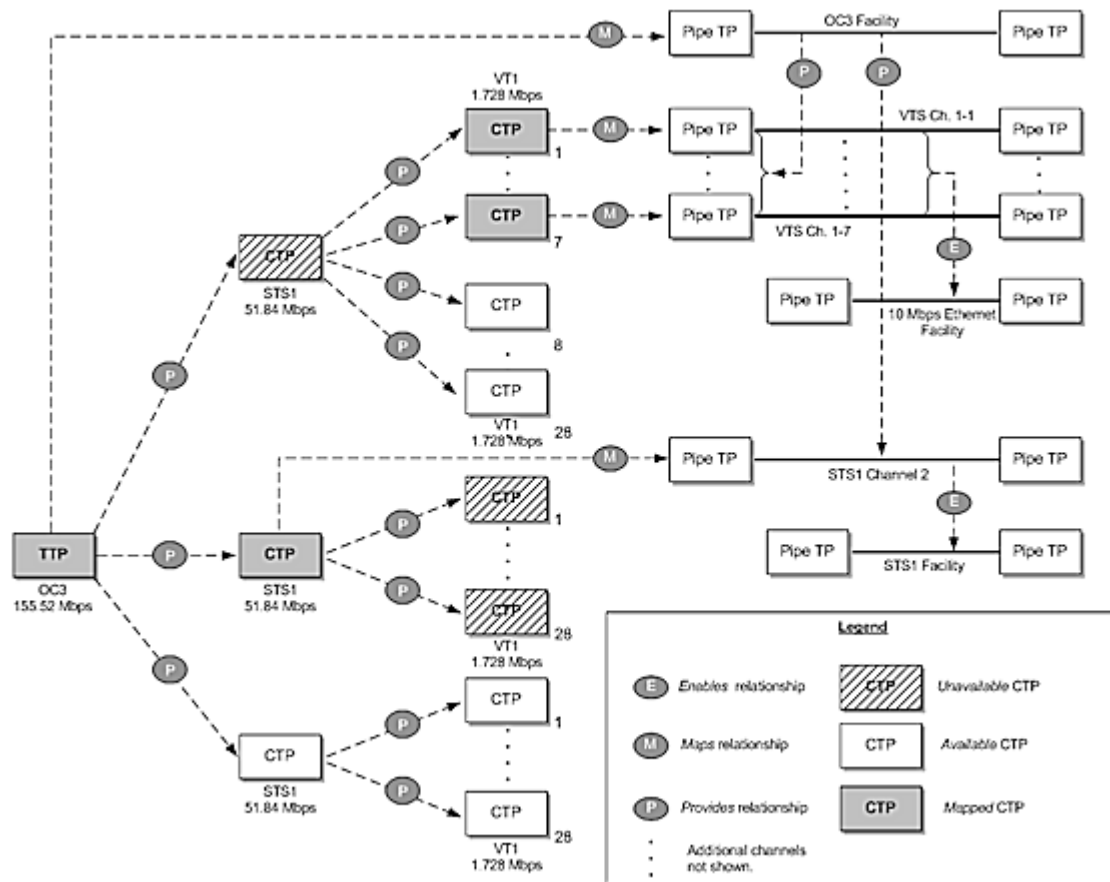 OC3 Facility
Pipe TP
Pipe TP
M
P
P
VT1
1.728 Mbps
CTP
1
M
Pipe TP
VTS Ch. 1-1
Pipe TP
P
P
CTP
7
M
Pipe TP
VTS Ch. 1-7
Pipe TP
CTP
STS1
51.84 Mbps
P
CTP
8
E
Pipe TP
Pipe TP
10 Mbps Ethernet
Facility
P
CTP
VT1
1.728 Mbps
28
P
M
Pipe TP
STS1 Channel 2
Pipe TP
CTP
1
P
E
TTP
OC3
155.52 Mbps
P
CTP
STS1
51.84 Mbps
Pipe TP
STS1 Facility
Pipe TP
P
CTP
28
VT1
1.728 Mbps
P
CTP
1
P
CTP
STS1
51.84 Mbps
P
CTP
28
VT1
1.728 Mbps
Legend
E Enables relationship
CTP Unavailable CTP
M Maps relationship
CTP Available CTP
P Provides relationship
CTP Mapped CTP
Additional channels
not shown.